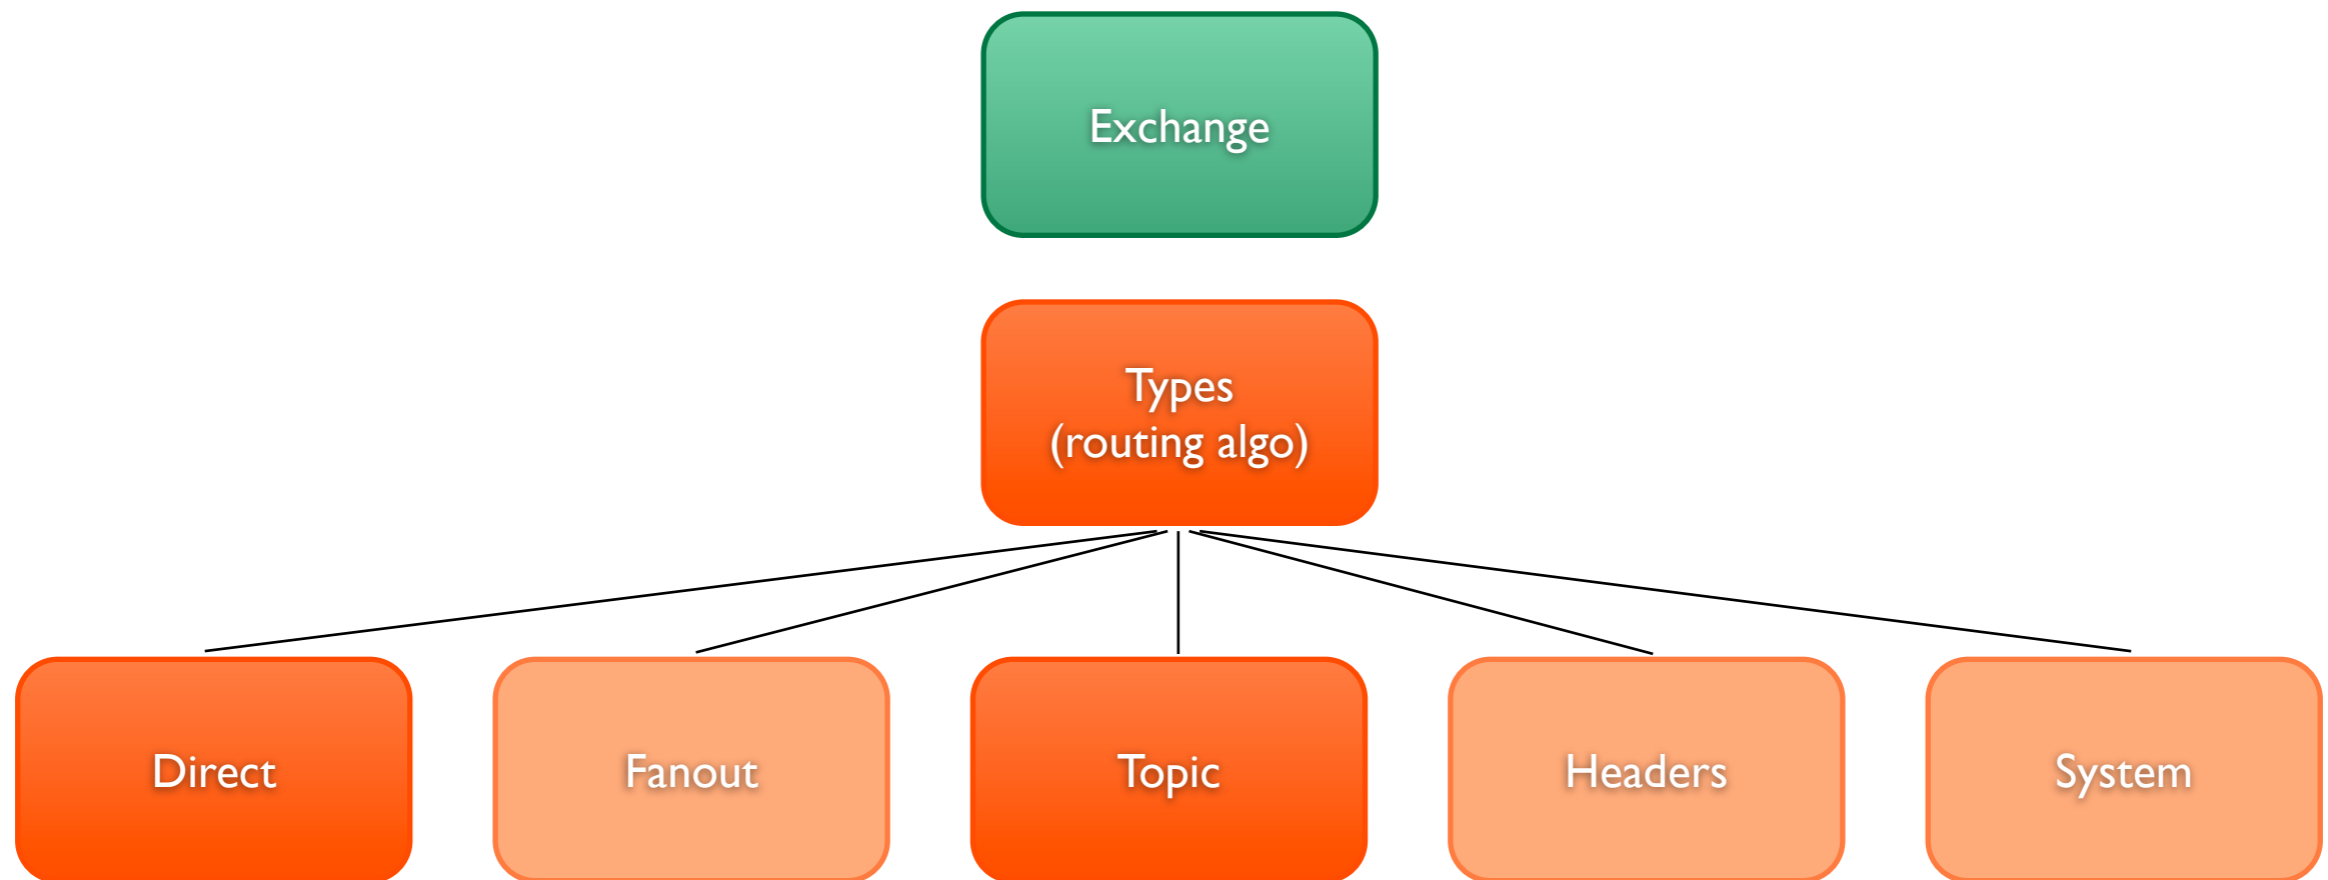 Exchange
Types
(routing algo)
Direct
Fanout
Topic
Headers
System